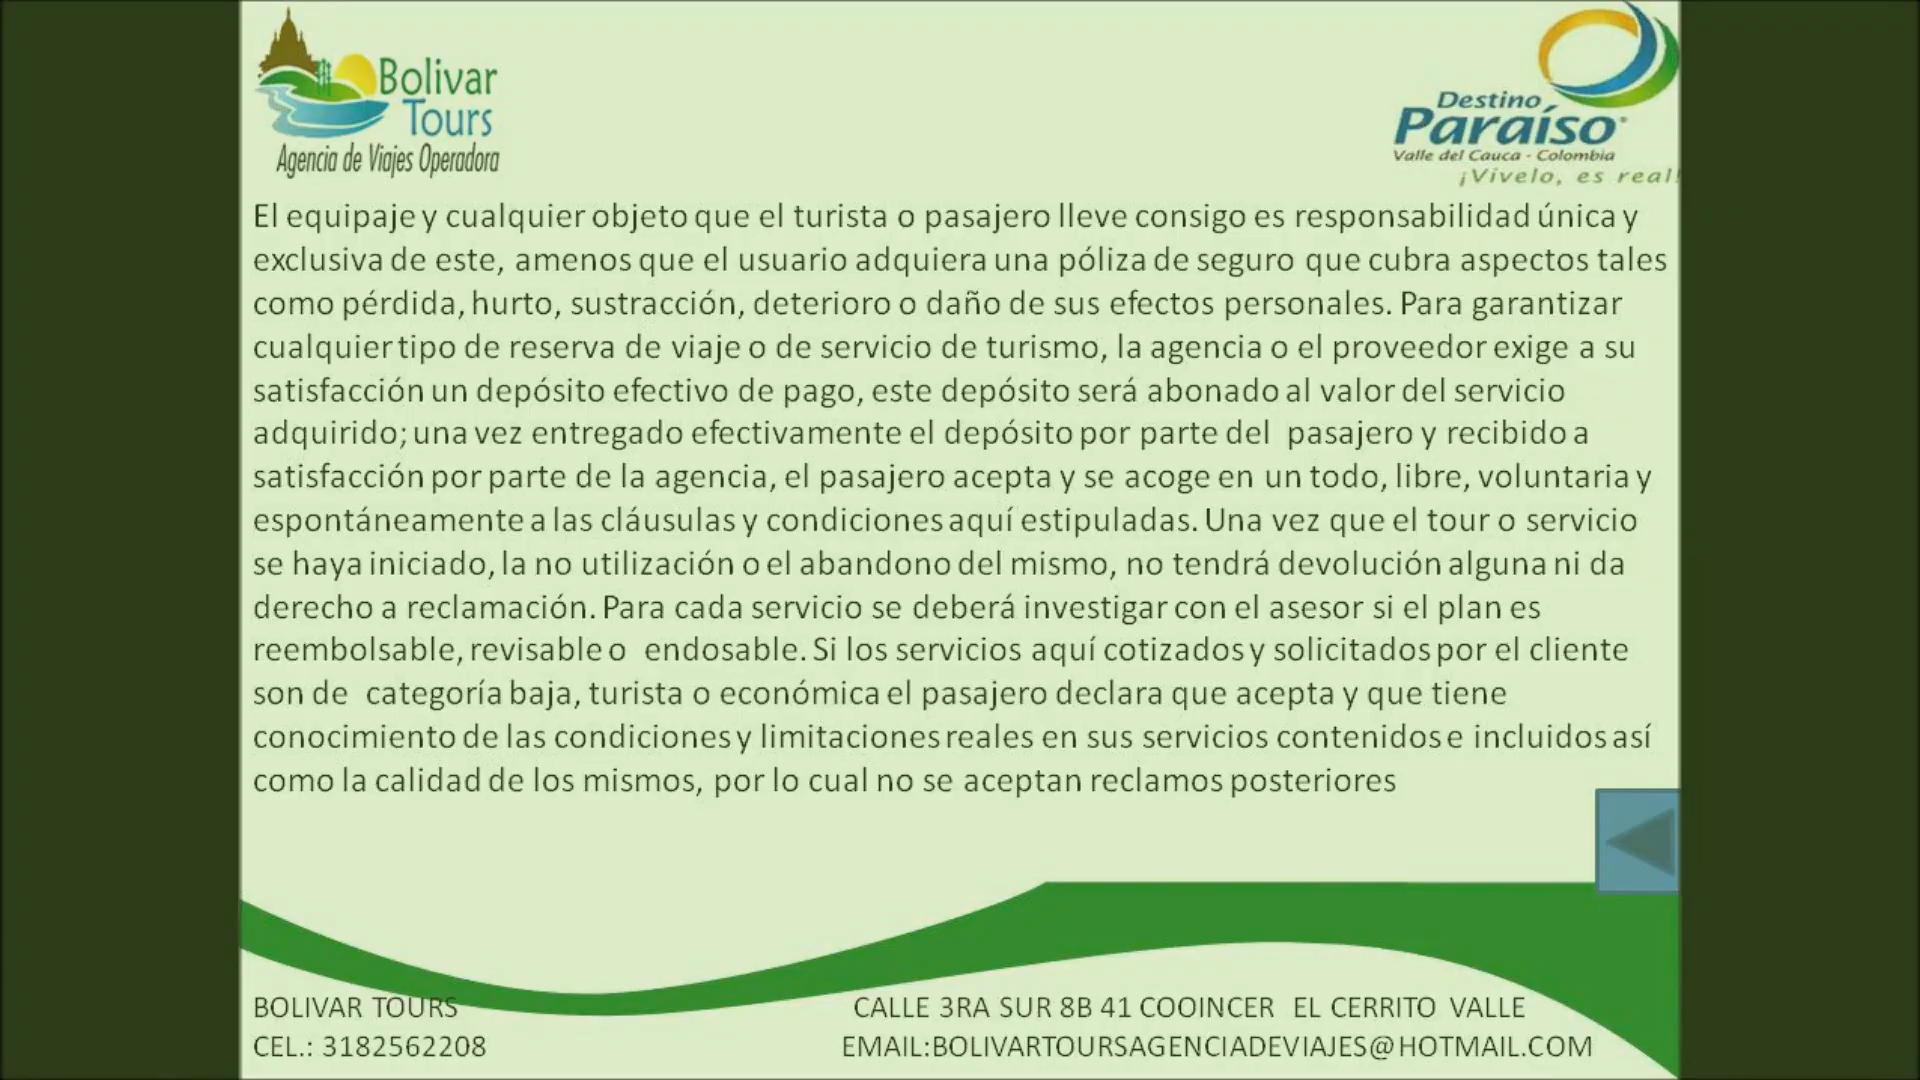 Bolivar
Tours
Agencia de Viajes Operadora
Destino
Paraíso
Valle del Cauca - Colombia
¡Vívelo, es real!
El equipaje y cualquier objeto que el turista o pasajero lleve consigo es responsabilidad única y
exclusiva de este, amenos que el usuario adquiera una póliza de seguro que cubra aspectos tales
como pérdida, hurto, sustracción, deterioro o daño de sus efectos personales. Para garantizar
cualquier tipo de reserva de viaje o de servicio de turismo, la agencia o el proveedor exige a su
satisfacción un depósito efectivo de pago, este depósito será abonado al valor del servicio
adquirido; una vez entregado efectivamente el depósito por parte del pasajero y recibido a
satisfacción por parte de la agencia, el pasajero acepta y se acoge en un todo, libre, voluntaria y
espontáneamente a las cláusulas y condiciones aquí estipuladas. Una vez que el tour o servicio
se haya iniciado, la no utilización o el abandono del mismo, no tendrá devolución alguna ni da
derecho a reclamación. Para cada servicio se deberá investigar con el asesor si el plan es
reembolsable, revisable o endosable. Si los servicios aquí cotizados y solicitados por el cliente
son de categoría baja, turista o económica el pasajero declara que acepta y que tiene
conocimiento de las condiciones y limitaciones reales en sus servicios contenidos e incluidos así
como la calidad de los mismos, por lo cual no se aceptan reclamos posteriores
BOLIVAR TOURS
CEL.: 3182562208
CALLE 3RA SUR 8B 41 COOINCER EL CERRITO VALLE
EMAIL:BOLIVARTOURSAGENCIADEVIAJES@HOTMAIL.COM